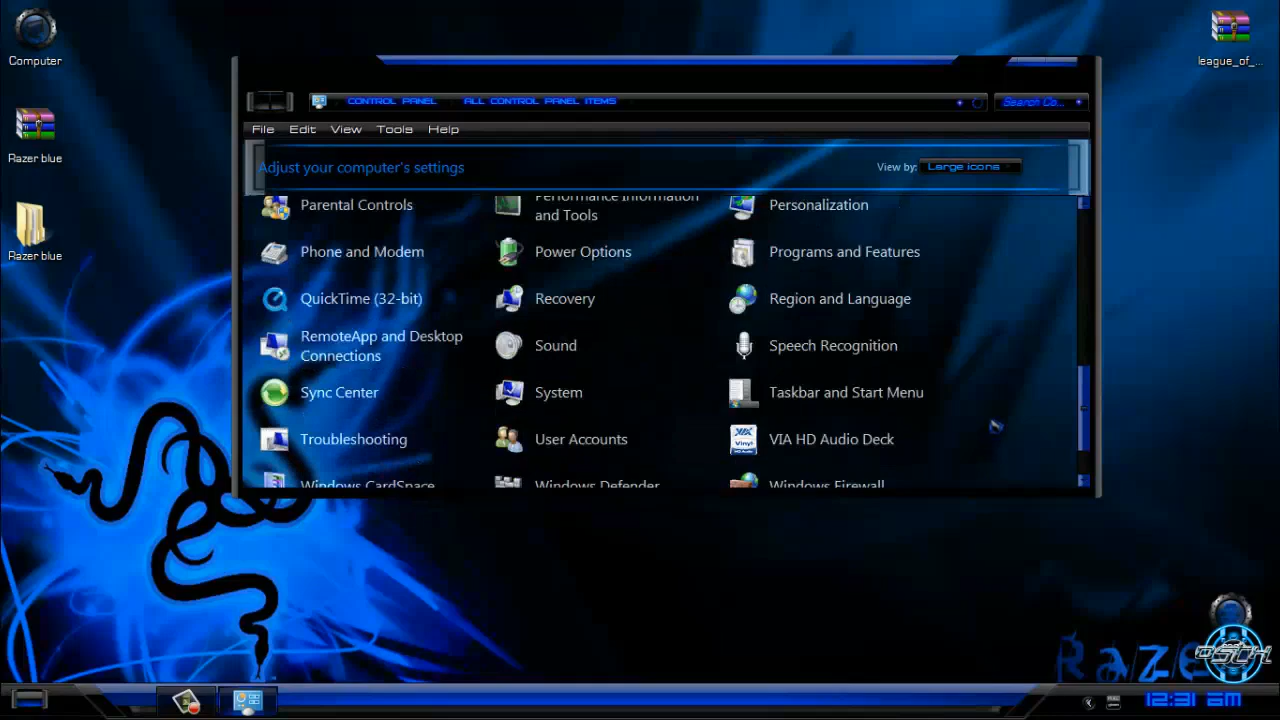 Computer
league_of_...
CONTROL PANEL
ALL CONTROL PANEL ITEMS
Search Co...
File
Edit
View
Tools
Help
Adjust your computer's settings
View by:
Large icons
Razer blue
Razer blue
Parental Controls
Performance Information
and Tools
Personalization
Phone and Modem
Power Options
Programs and Features
QuickTime (32-bit)
Recovery
Region and Language
RemoteApp and Desktop
Connections
Sound
Speech Recognition
Sync Center
System
Taskbar and Start Menu
Troubleshooting
User Accounts
VIA HD Audio Deck
Windows CardSpace
Windows Defender
Windows Firewall
Raze
12:31 am